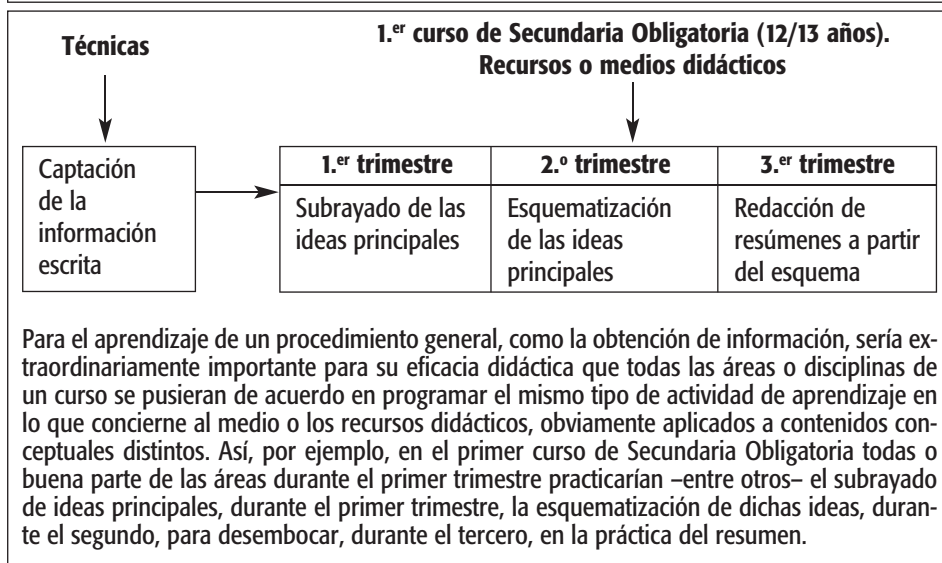 Técnicas
1.er curso de Secundaria Obligatoria (12/13 años).
Recursos o medios didácticos
Captación
de la
información
escrita
1.er trimestre
2.º trimestre
3.er trimestre
Subrayado de las
ideas principales
Esquematización
de las ideas
principales
Redacción de
resúmenes a partir
del esquema
Para el aprendizaje de un procedimiento general, como la obtención de información, sería ex-
traordinariamente importante para su eficacia didáctica que todas las áreas o disciplinas de
un curso se pusieran de acuerdo en programar el mismo tipo de actividad de aprendizaje en
lo que concierne al medio o los recursos didácticos, obviamente aplicados a contenidos con-
ceptuales distintos. Así, por ejemplo, en el primer curso de Secundaria Obligatoria todas o
buena parte de las áreas durante el primer trimestre practicarían –entre otros– el subrayado
de ideas principales, durante el primer trimestre, la esquematización de dichas ideas, duran-
te el segundo, para desembocar, durante el tercero, en la práctica del resumen.